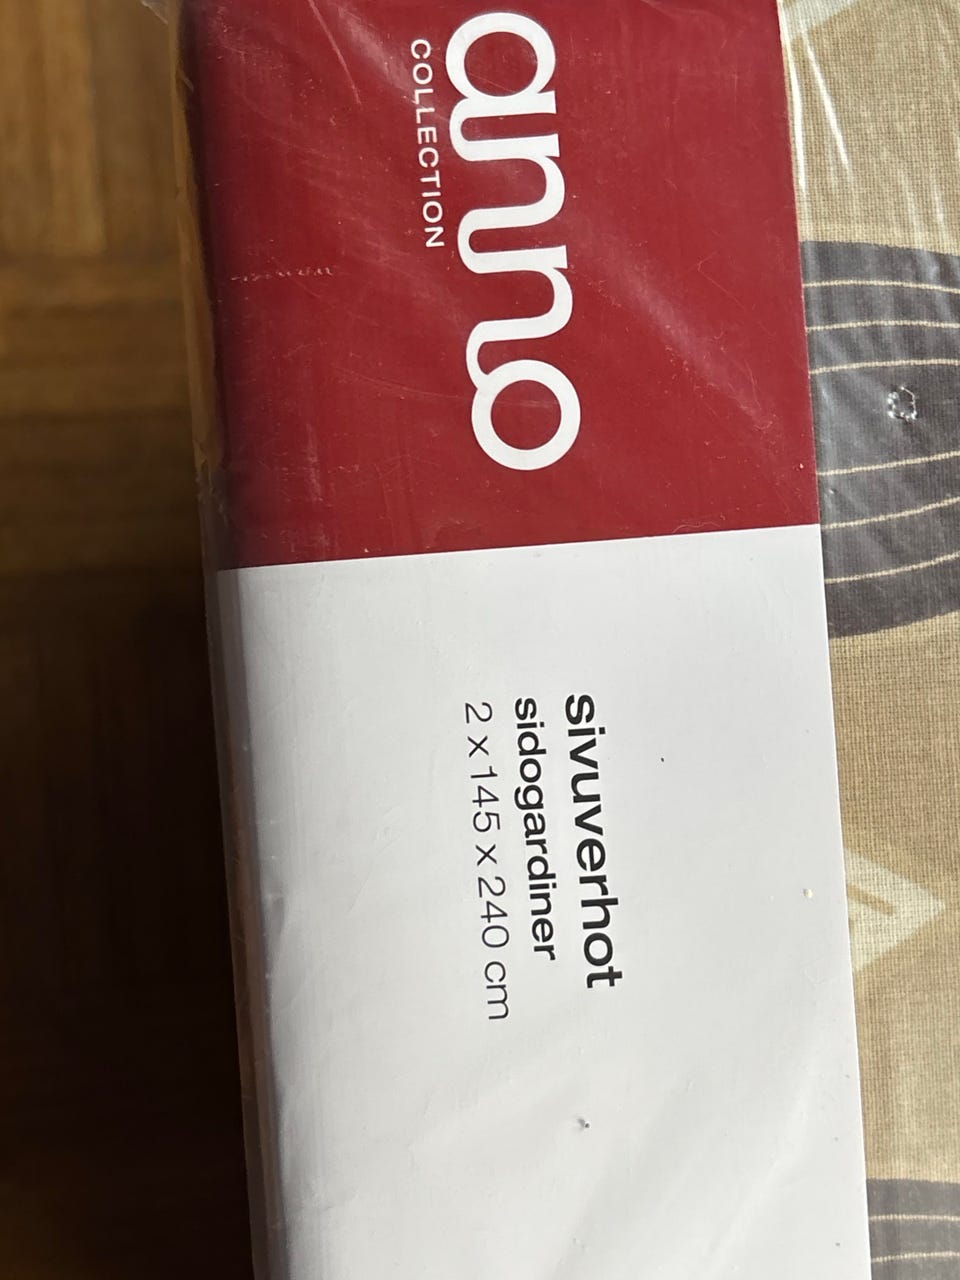 anno
COLLECTION
sivuverhot
sidogardiner
2 x 145 x 240 cm